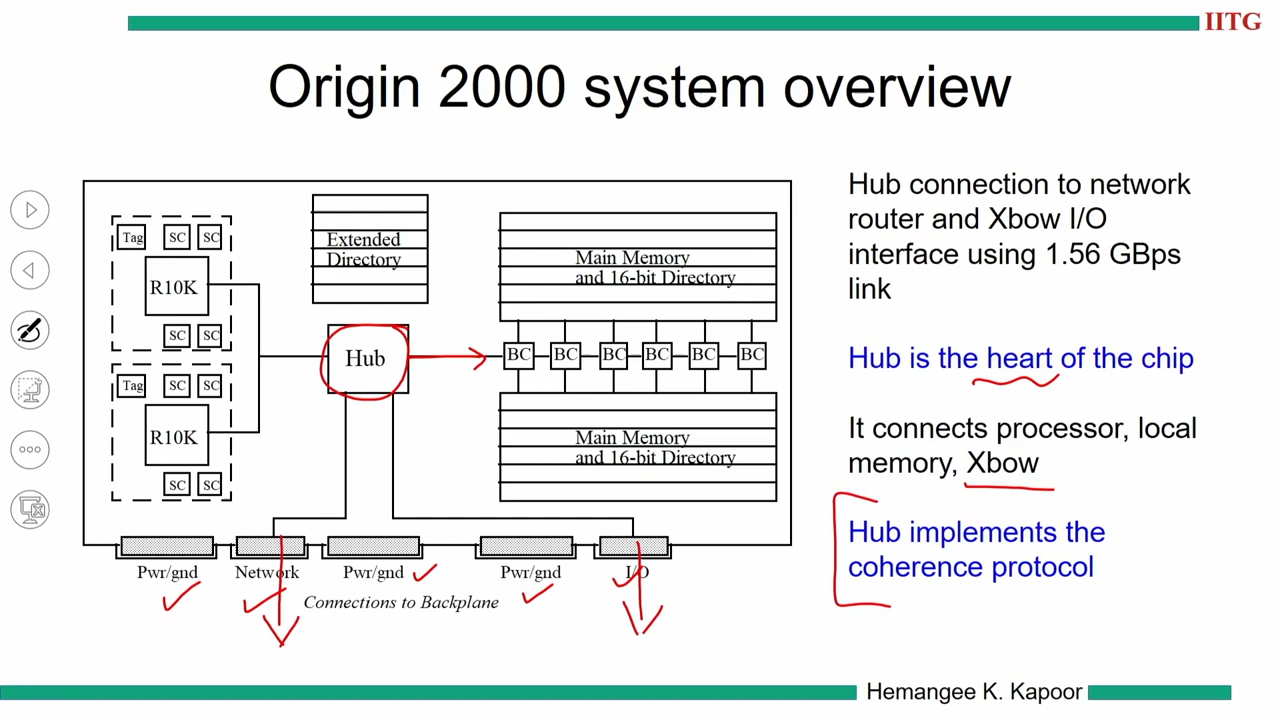 IITG
Origin 2000 system overview
Tag
SC
SC
R10K
SC
SC
Tag
SC
SC
R10K
SC
SC
Extended
Directory
Hub
Main Memory
and 16-bit Directory
BC
BC
BC
BC
BC
BC
Main Memory
and 16-bit Directory
Pwr/gnd
Network
Pwr/gnd
Pwr/gnd
I/O
Connections to Backplane
Hub connection to network
router and Xbow I/O
interface using 1.56 GBps
link
Hub is the heart of the chip
It connects processor, local
memory, Xbow
Hub implements the
coherence protocol
Hemangee K. Kapoor